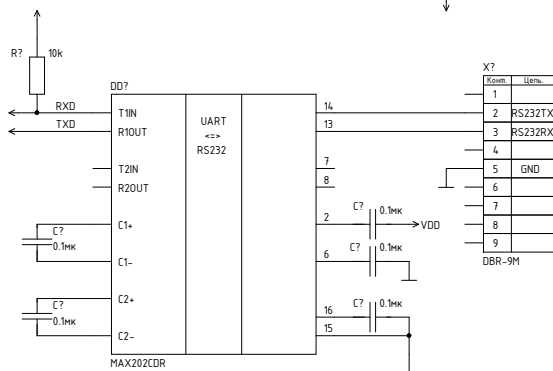 R?
10k
DD?
RXD
TXD
T1IN
R1OUT
T2IN
R2OUT
C1+
C1-
C2+
C2-
UART
<=>
RS232
14
13
7
8
2
6
16
15
MAX202CDR
C?
0.1мк
C?
0.1мк
C?
0.1мк
VDD
C?
0.1мк
C?
0.1мк
X?
Конт. Цепь.
1
2 RS232TX
3 RS232RX
4
5 GND
6
7
8
9
DBR-9M